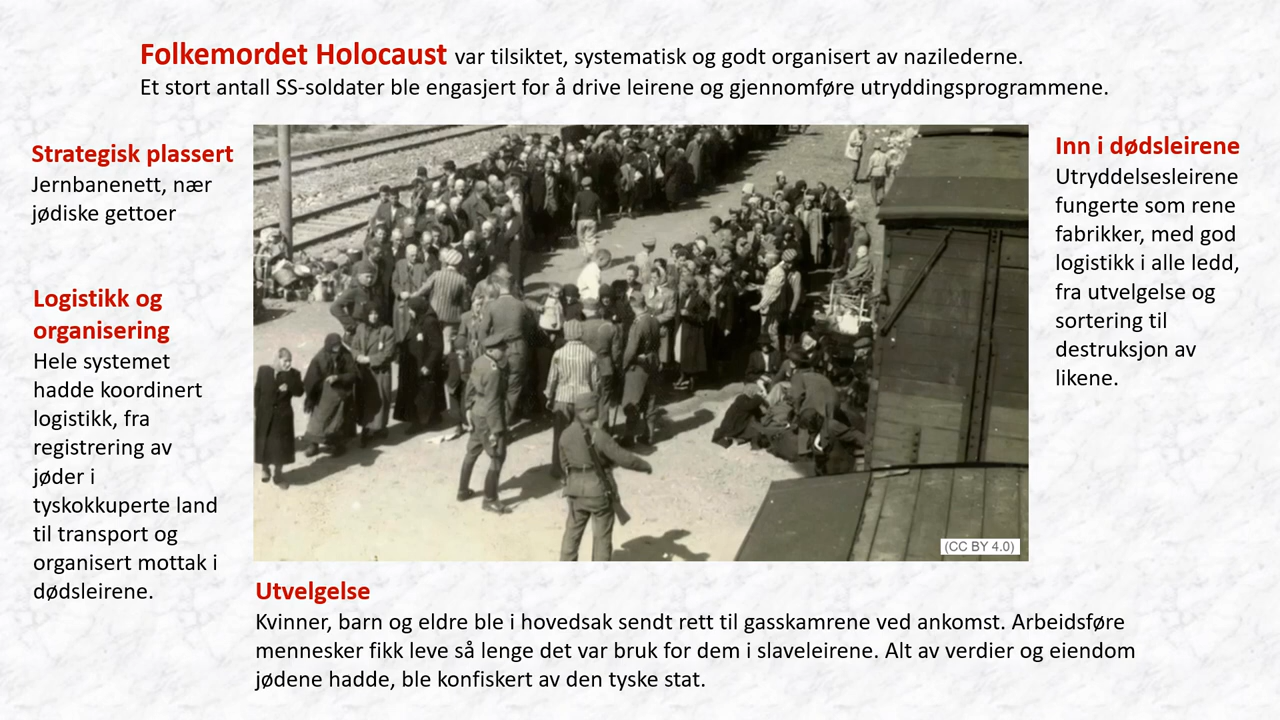 Folkemordet Holocaust var tilsiktet, systematisk og godt organisert av nazilederne.
Et stort antall SS-soldater ble engasjert for å drive leirene og gjennomføre utryddingsprogrammene.
Strategisk plassert
Jernbanenett, nær
jødiske gettoer
Logistikk og
organisering
Hele systemet
hadde koordinert
logistikk, fra
registrering av
jøder i
tyskokkuperte land
til transport og
organisert mottak i
dødsleirene.
Inn i dødsleirene
Utryddelsesleirene
fungerte som rene
fabrikker, med god
logistikk i alle ledd,
fra utvelgelse og
sortering til
destruksjon av
likene.
(CC BY 4.0)
Utvelgelse
Kvinner, barn og eldre ble i hovedsak sendt rett til gasskamrene ved ankomst. Arbeidsføre
mennesker fikk leve så lenge det var bruk for dem i slaveleirene. Alt av verdier og eiendom
jødene hadde, ble konfiskert av den tyske stat.